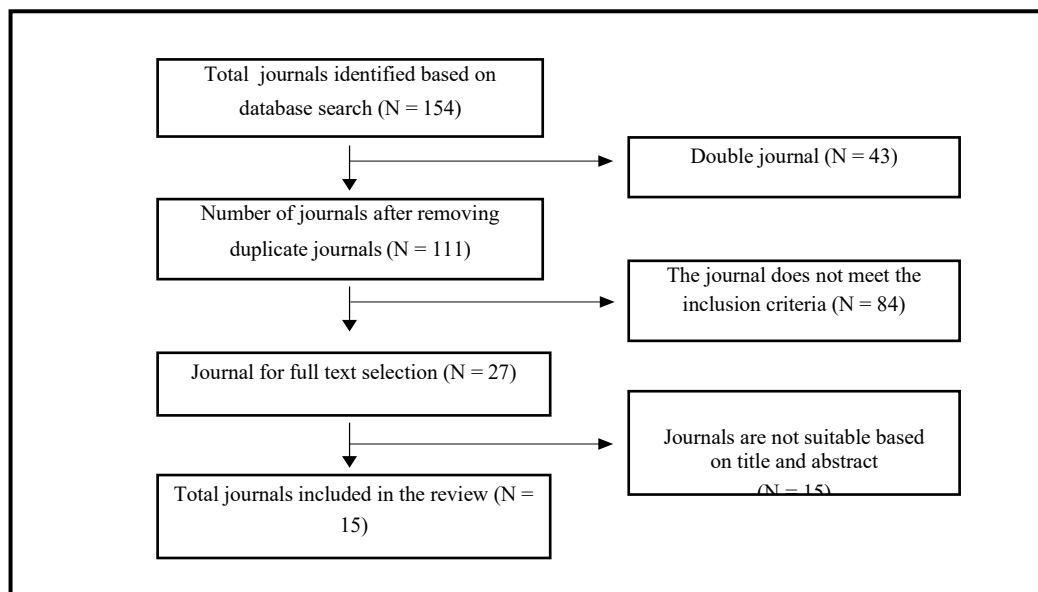 Total journals identified based on
database search (N = 154)
Double journal (N = 43)
Number of journals after removing
duplicate journals (N = 111)
The journal does not meet the
inclusion criteria (N = 84)
Journal for full text selection (N = 27)
Journals are not suitable based
on title and abstract
(N = 15)
Total journals included in the review (N =
15)